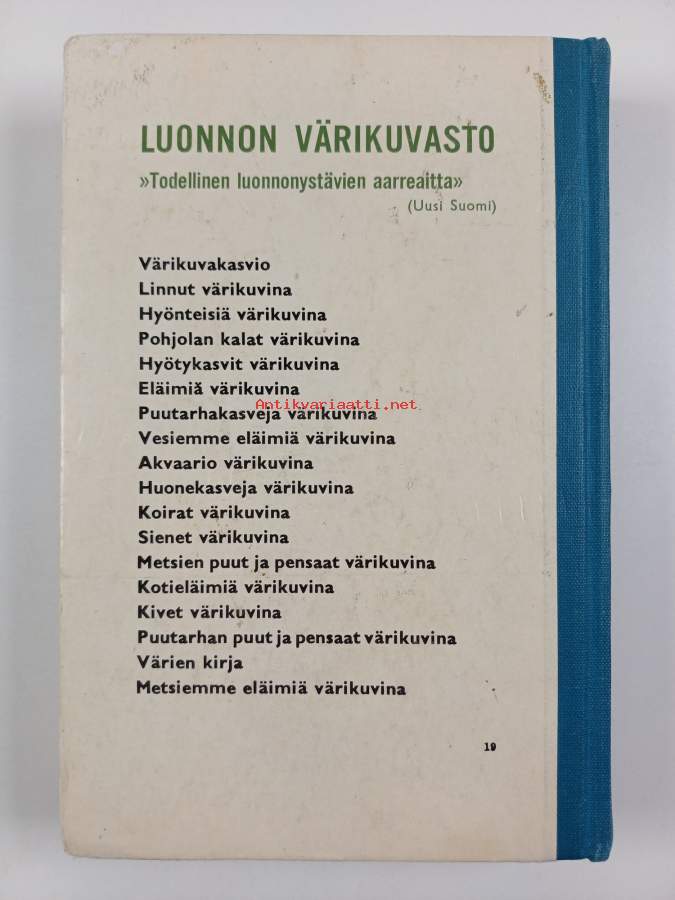 LUONNON VÄRIKUVASTO
»Todellinen luonnonystävien aarreaitta»
(Uusi Suomi)
Värikuvakasvio
Linnut värikuvina
Hyönteisiä värikuvina
Pohjolan kalat värikuvina
Hyötykasvit värikuvina
Eläimiä värikuvina
Antikvariaatti.net
Puutarhakasveja värikuvina
Vesiemme eläimiä värikuvina
Akvaario värikuvina
Huonekasveja värikuvina
Koirat värikuvina
Sienet värikuvina
Metsien puut ja pensaat värikuvina
Kotieläimiä värikuvina
Kivet värikuvina
Puutarhan puut ja pensaat värikuvina
Värien kirja
Metsiemme eläimiä värikuvina
19